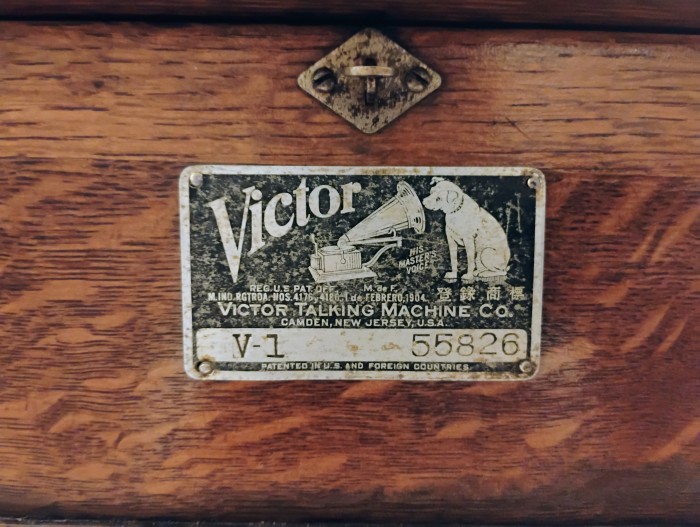 Victor
HIS
MASTER'S
VOICE
REG. U.S. PAT. OFF. M. de F.
M. IND. RGTRDA. NOS. 4176, 4180, 1 de FEBRERO, 1904.
登錄商標
VICTOR TALKING MACHINE CO.
CAMDEN, NEW JERSEY, U.S.A.
V-1 55826
PATENTED IN U.S. AND FOREIGN COUNTRIES